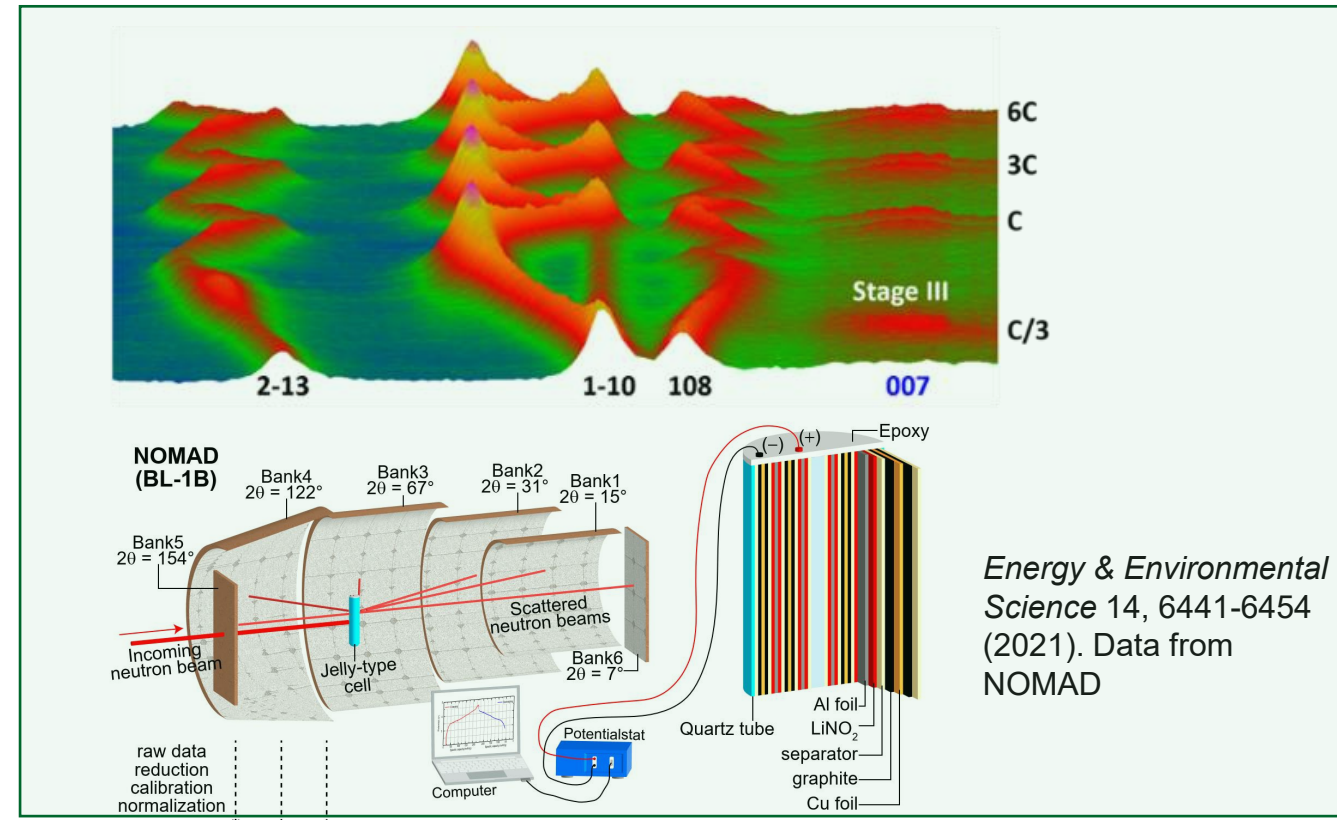 6C
3C
C
Stage III
C/3
2-13
1-10
108
007
NOMAD
(BL-1B)
Bank4
2θ = 122°
Bank3
2θ = 67°
Bank2
2θ = 31°
Bank1
2θ = 15°
Bank5
2θ = 154°
Incoming
neutron beam
Jelly-type
cell
Scattered
neutron beams
Bank6
2θ = 7°
Computer
Potentialstat
raw data
reduction
calibration
normalization
(−)
(+)
Epoxy
Quartz tube
Al foil
LiNO₂
separator
graphite
Cu foil
Energy & Environmental
Science 14, 6441-6454
(2021). Data from
NOMAD